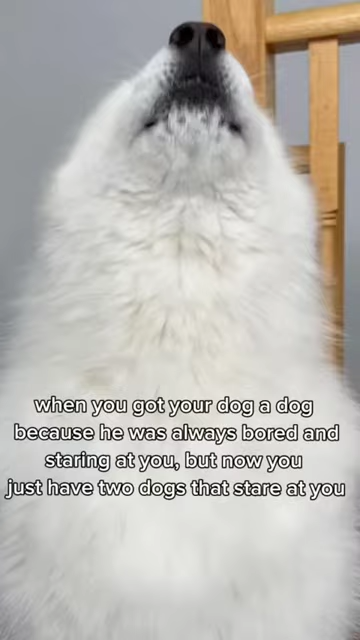 when you got your dog a dog
because he was always bored and
staring at you, but now you
just have two dogs that stare at you